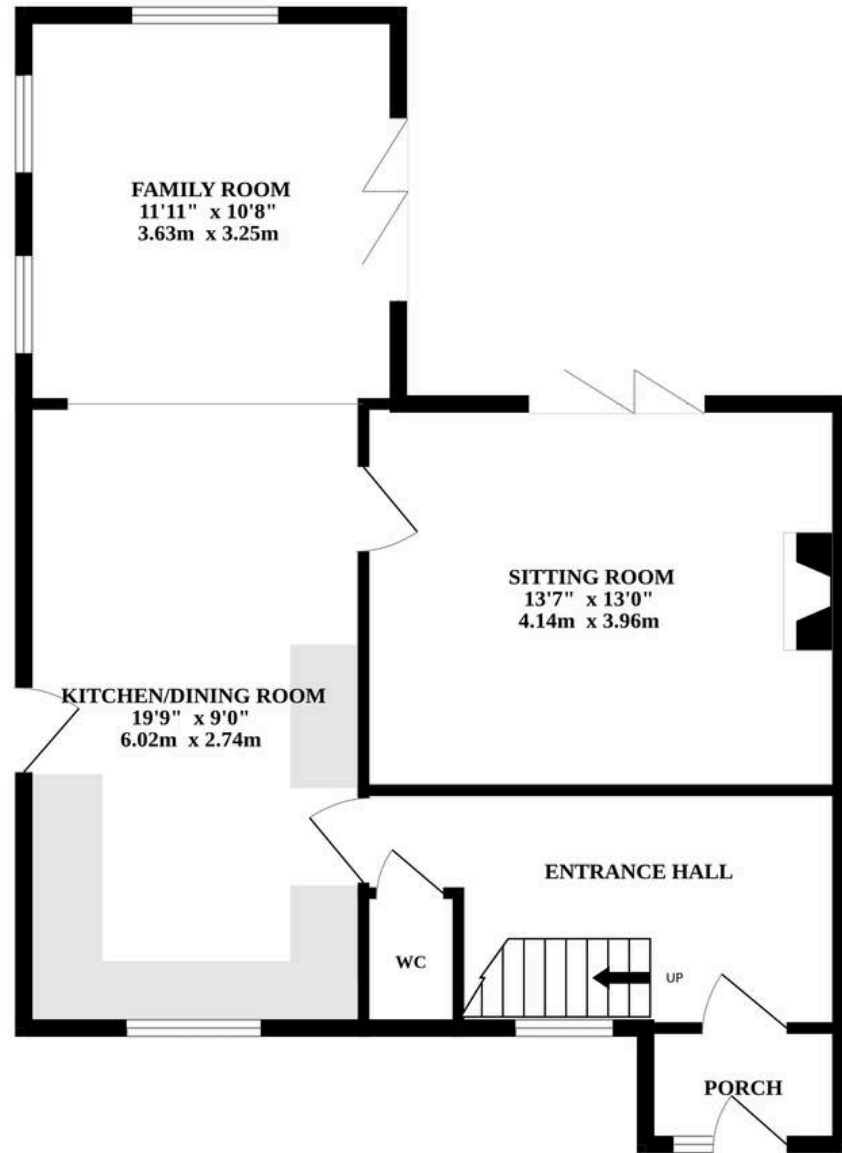 FAMILY ROOM
11'11" x 10'8"
3.63m x 3.25m
SITTING ROOM
13'7" x 13'0"
4.14m x 3.96m
KITCHEN/DINING ROOM
19'9" x 9'0"
6.02m x 2.74m
ENTRANCE HALL
WC
UP
PORCH